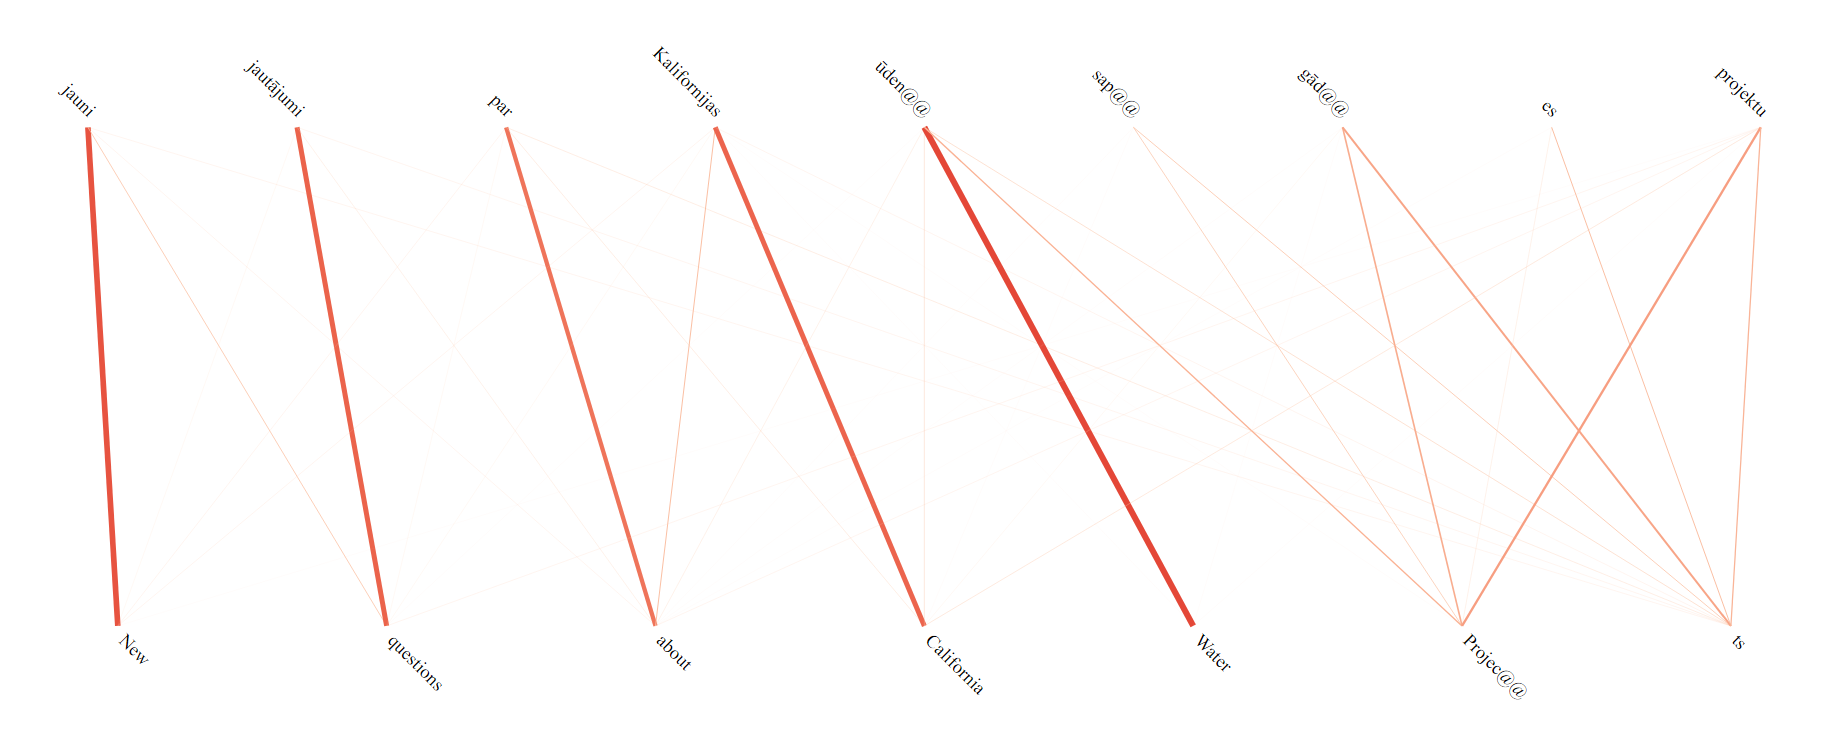 jauni jautājumi par Kalifornijas ūden@@ sap@@ gād@@ es projektu
New questions about California Water Projec@@ ts